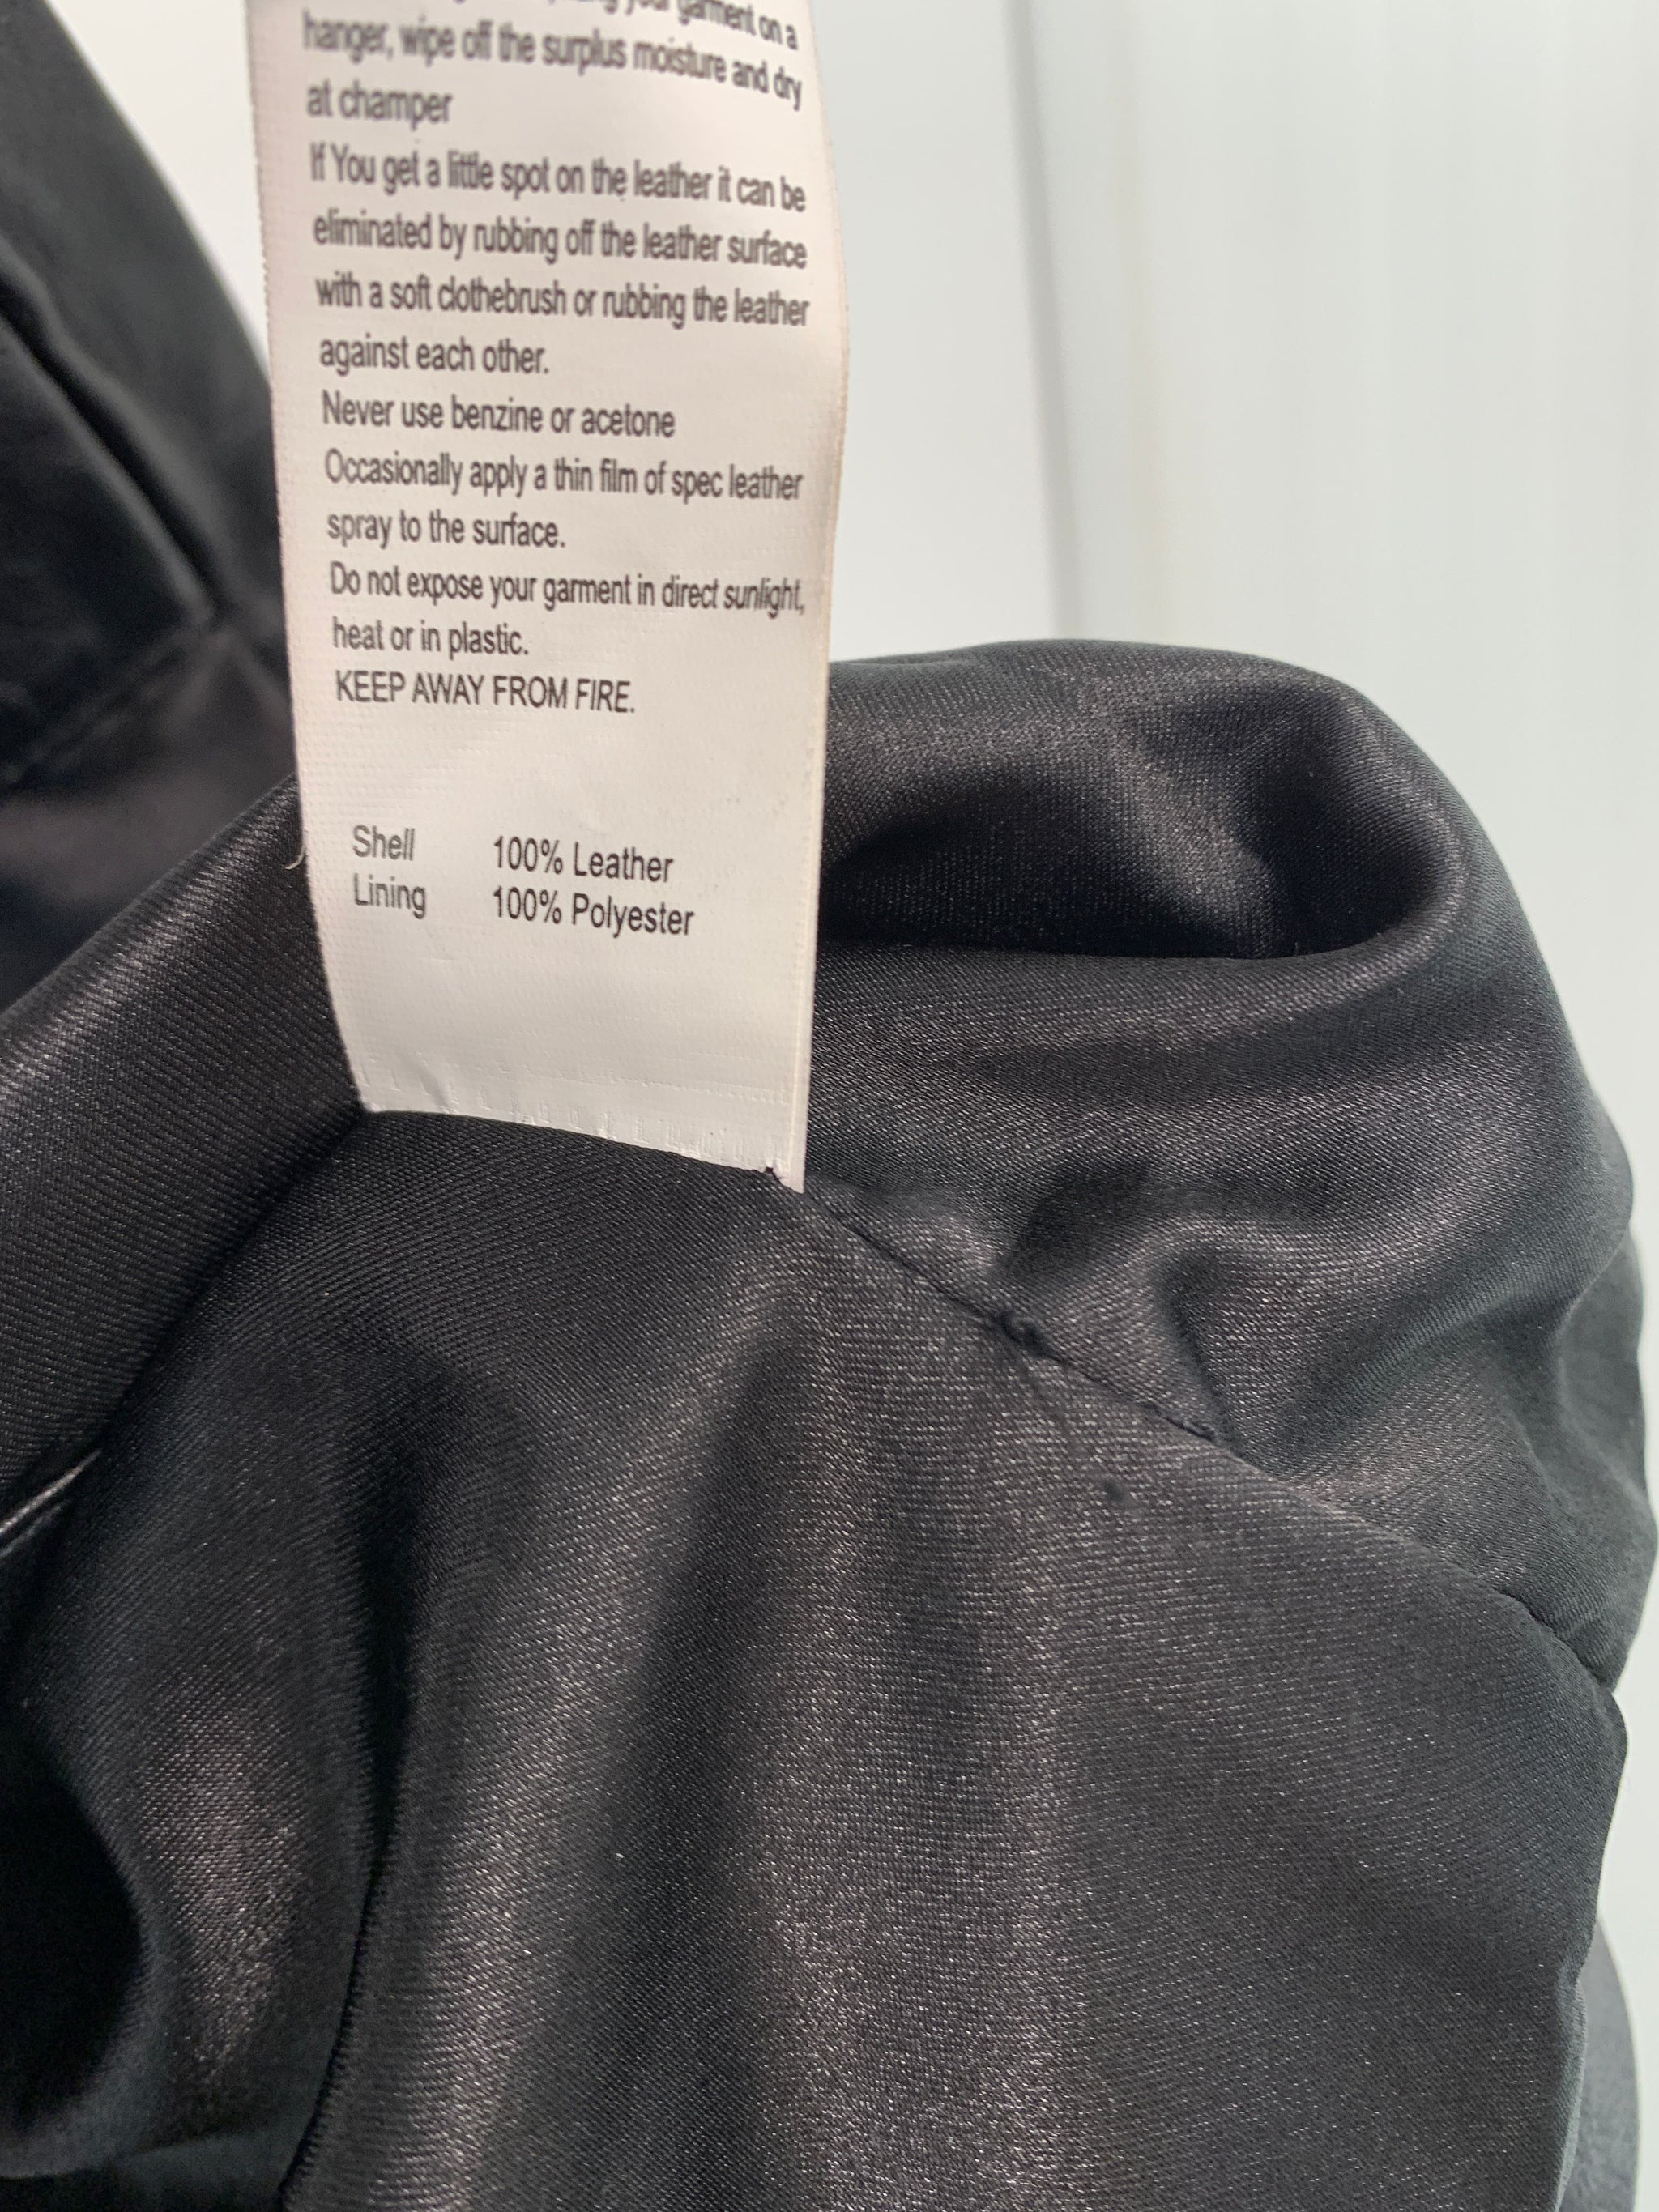 your garment on a
hanger, wipe off the surplus moisture and dry
at champer
If You get a little spot on the leather it can be
eliminated by rubbing off the leather surface
with a soft clothebrush or rubbing the leather
against each other.
Never use benzine or acetone
Occasionally apply a thin film of spec leather
spray to the surface.
Do not expose your garment in direct sunlight,
heat or in plastic.
KEEP AWAY FROM FIRE.
Shell 100% Leather
Lining 100% Polyester